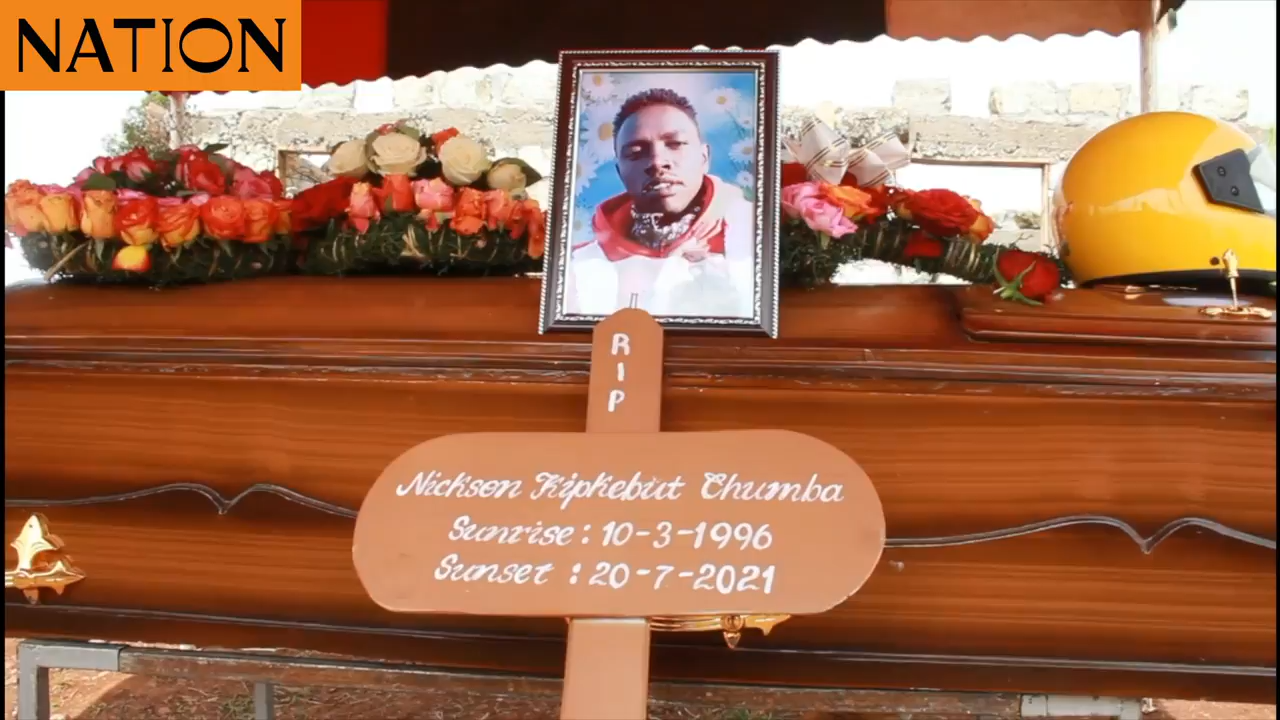 NATION
R
I
P
Nickson Kipkebut Chumba
Sunrise : 10-3-1996
Sunset : 20-7-2021